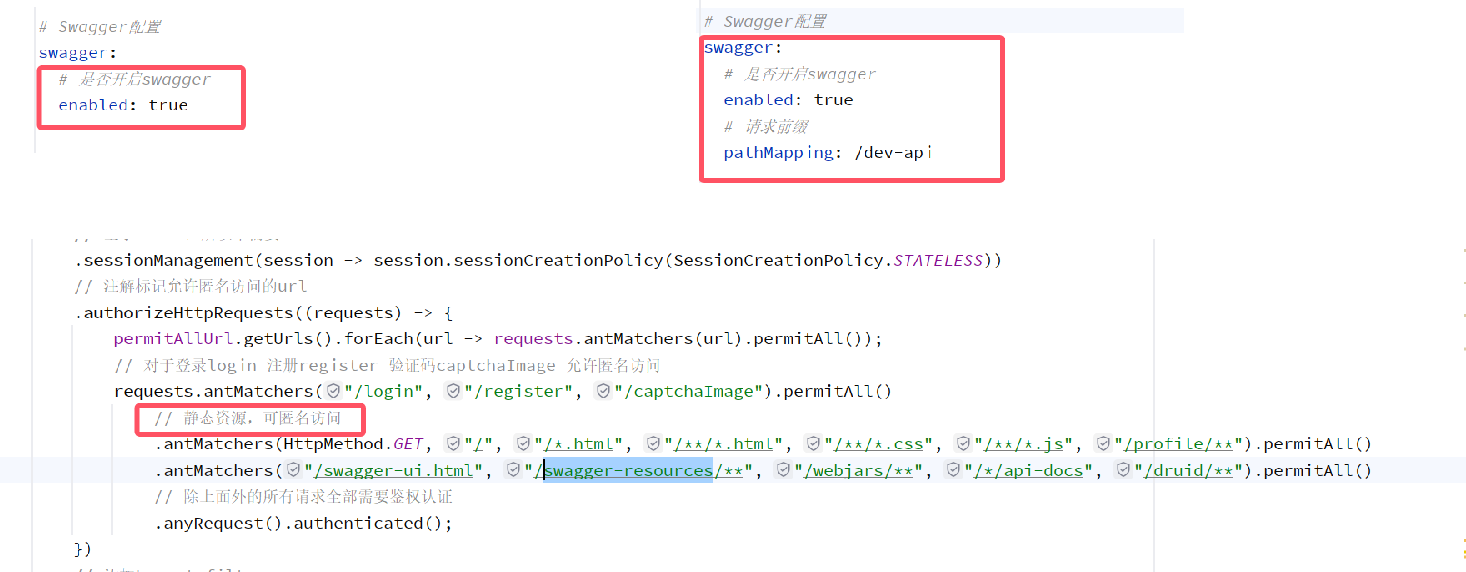 # Swagger配置
swagger:
# 是否开启swagger
enabled: true
# Swagger配置
swagger:
# 是否开启swagger
enabled: true
# 请求前缀
pathMapping: /dev-api
.sessionManagement(session -> session.sessionCreationPolicy(SessionCreationPolicy.STATELESS))
// 注解标记允许匿名访问的url
.authorizeHttpRequests((requests) -> {
permitAllUrl.getUrls().forEach(url -> requests.antMatchers(url).permitAll());
// 对于登录login 注册register 验证码captchaImage 允许匿名访问
requests.antMatchers("/login", "/register", "/captchaImage").permitAll()
// 静态资源，可匿名访问
.antMatchers(HttpMethod.GET, "/", "/*.html", "/**/*.html", "/**/*.css", "/**/*.js", "/profile/**").permitAll()
.antMatchers("/swagger-ui.html", "/swagger-resources/**", "/webjars/**", "/*/api-docs", "/druid/**").permitAll()
// 除上面外的所有请求全部需要鉴权认证
.anyRequest().authenticated();
})